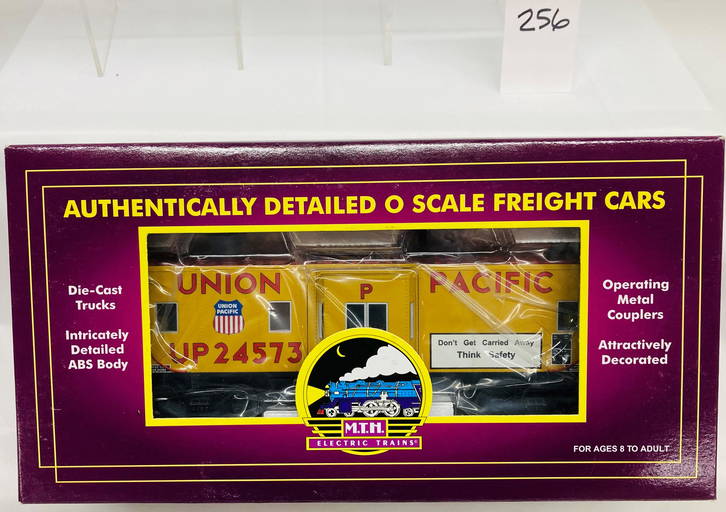 256
AUTHENTICALLY DETAILED O SCALE FREIGHT CARS
Die-Cast
Trucks
Intricately
Detailed
ABS Body
UNION P PACIFIC
UNION
PACIFIC
UP 24573
Don't Get Carried Away
Think Safety
Operating
Metal
Couplers
Attractively
Decorated
M.T.H.
ELECTRIC TRAINS®
FOR AGES 8 TO ADULT